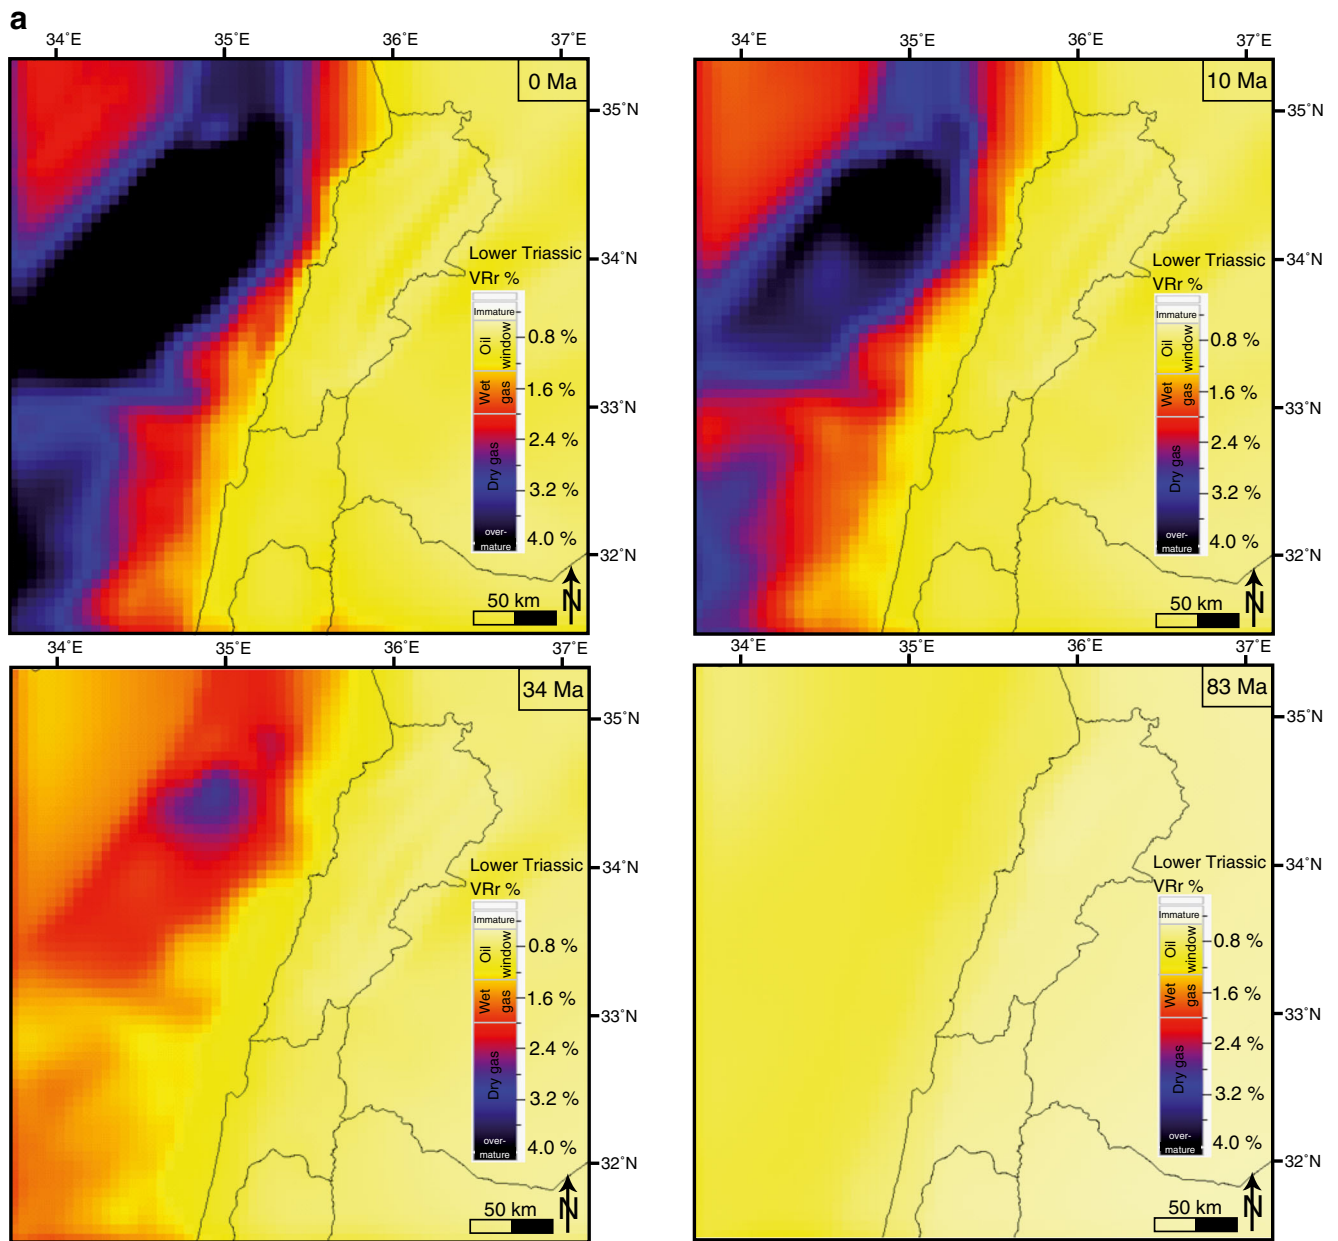 a
34°E 35°E 36°E 37°E
0 Ma
35°N
34°N
33°N
32°N
Lower Triassic
VRr %
Immature
Oil window
Wet gas
Dry gas
over-
mature
0.8 %
1.6 %
2.4 %
3.2 %
4.0 %
50 km
N
34°E 35°E 36°E 37°E
10 Ma
35°N
34°N
33°N
32°N
Lower Triassic
VRr %
Immature
Oil window
Wet gas
Dry gas
over-
mature
0.8 %
1.6 %
2.4 %
3.2 %
4.0 %
50 km
N
34°E 35°E 36°E 37°E
34 Ma
35°N
34°N
33°N
32°N
Lower Triassic
VRr %
Immature
Oil window
Wet gas
Dry gas
over-
mature
0.8 %
1.6 %
2.4 %
3.2 %
4.0 %
50 km
N
34°E 35°E 36°E 37°E
83 Ma
35°N
34°N
33°N
32°N
Lower Triassic
VRr %
Immature
Oil window
Wet gas
Dry gas
over-
mature
0.8 %
1.6 %
2.4 %
3.2 %
4.0 %
50 km
N